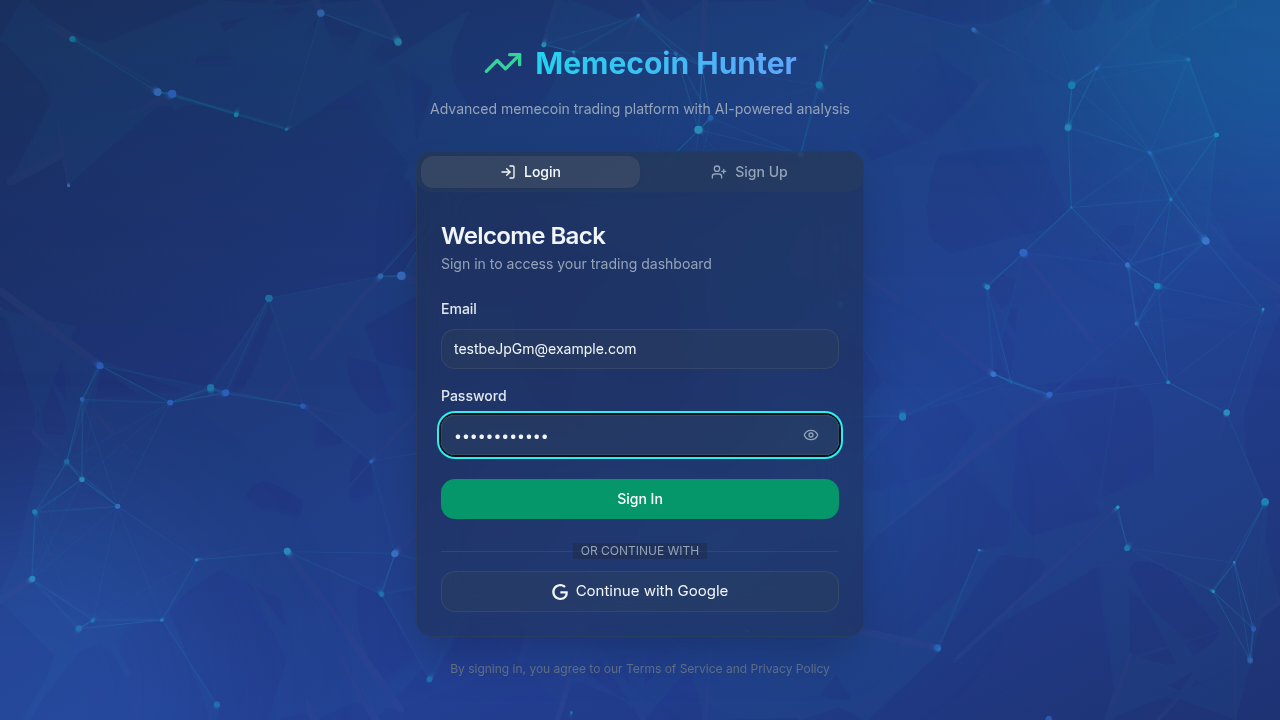 Memecoin Hunter
Advanced memecoin trading platform with AI-powered analysis
Login
Sign Up
Welcome Back
Sign in to access your trading dashboard
Email
testbeJpGm@example.com
Password
••••••••••••
Sign In
OR CONTINUE WITH
Continue with Google
By signing in, you agree to our Terms of Service and Privacy Policy